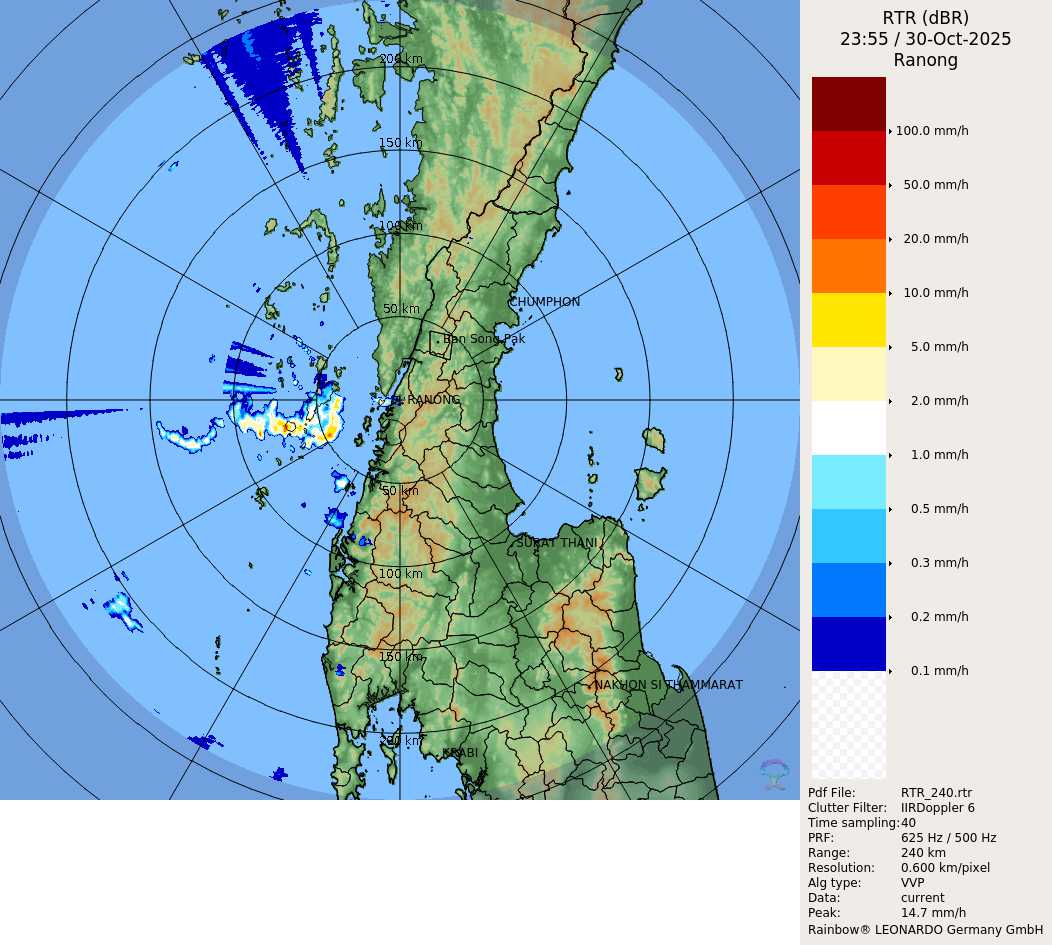 RTR (dBR)
23:55 / 30-Oct-2025
Ranong
100.0 mm/h
50.0 mm/h
20.0 mm/h
10.0 mm/h
5.0 mm/h
2.0 mm/h
1.0 mm/h
0.5 mm/h
0.3 mm/h
0.2 mm/h
0.1 mm/h
200 km
150 km
100 km
50 km
CHUMPHON
Ban Song Pak
RANONG
50 km
SURAT THANI
100 km
150 km
NAKHON SI THAMMARAT
200 km
KRABI
Pdf File: RTR_240.rtr
Clutter Filter: IIRDoppler 6
Time sampling:40
PRF: 625 Hz / 500 Hz
Range: 240 km
Resolution: 0.600 km/pixel
Alg type: VVP
Data: current
Peak: 14.7 mm/h
Rainbow® LEONARDO Germany GmbH